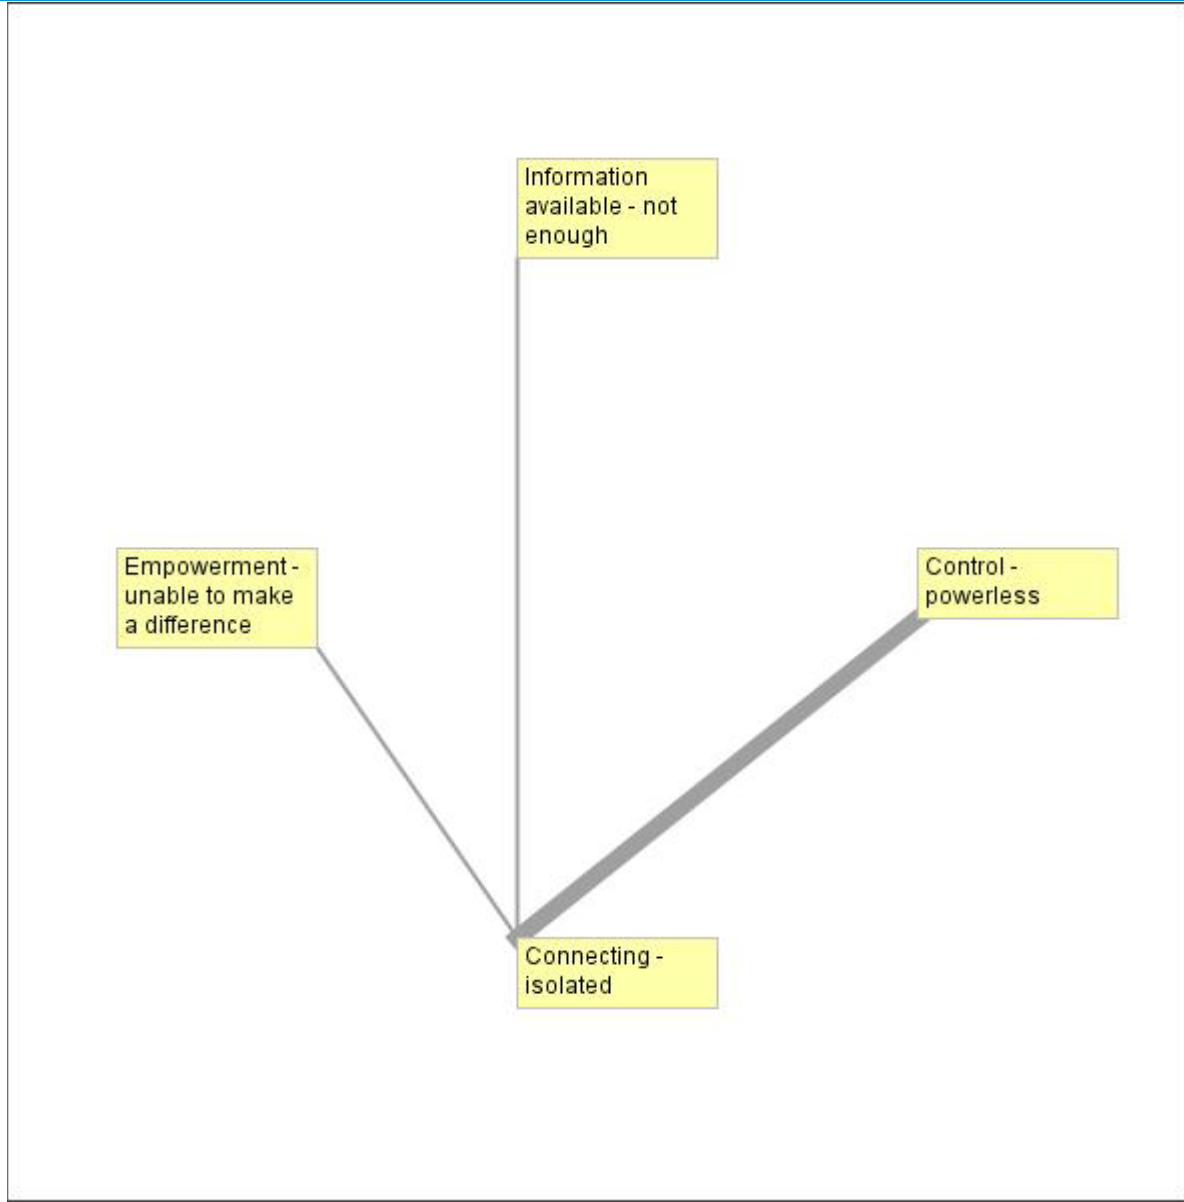 Information
available - not
enough
Empowerment -
unable to make
a difference
Control -
powerless
Connecting -
isolated